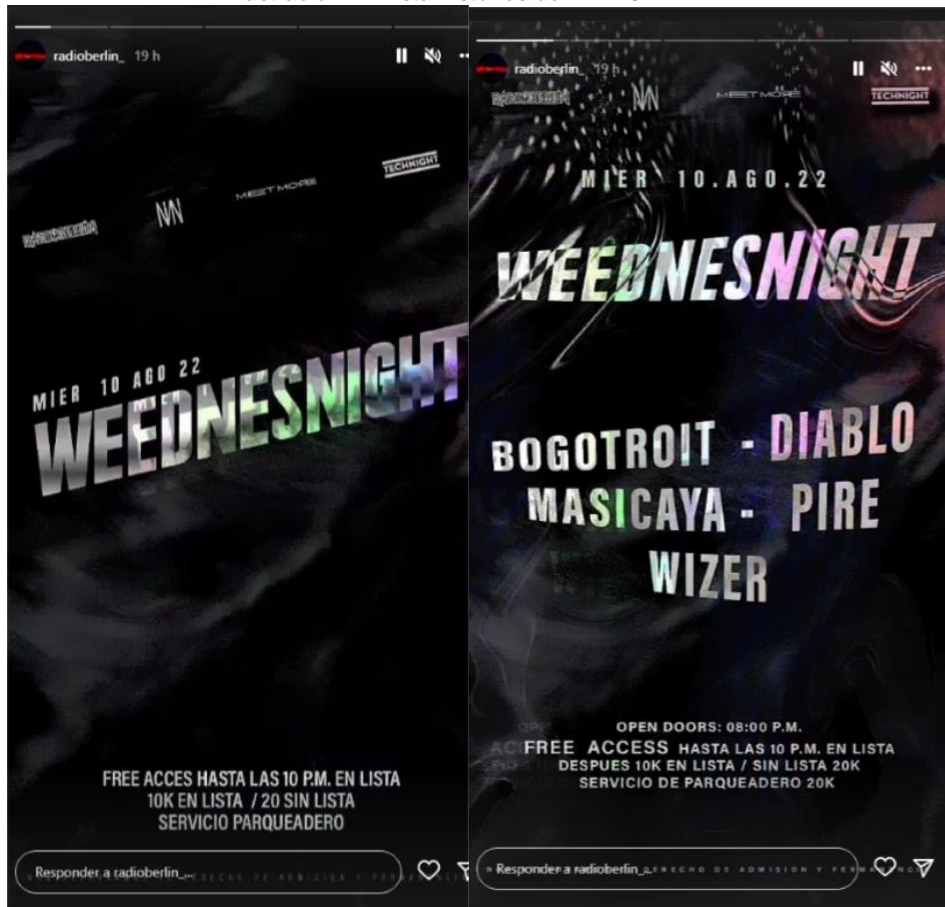 radioberlin_ 19 h
TECHNIGHT
MEET MORE
MIER 10 AGO 22
WEEDNESNIGHT
FREE ACCES HASTA LAS 10 P.M. EN LISTA
10K EN LISTA / 20 SIN LISTA
SERVICIO PARQUEADERO
Responder a radioberlin_...
radioberlin_ 19 h
MEET MORE
TECHNIGHT
MIER 10.AGO.22
WEEDNESNIGHT
BOGOTROIT - DIABLO
MASICAYA - PIRE
WIZER
OPEN DOORS: 08:00 P.M.
FREE ACCESS HASTA LAS 10 P.M. EN LISTA
DESPUES 10K EN LISTA / SIN LISTA 20K
SERVICIO DE PARQUEADERO 20K
Responder a radioberlin_...